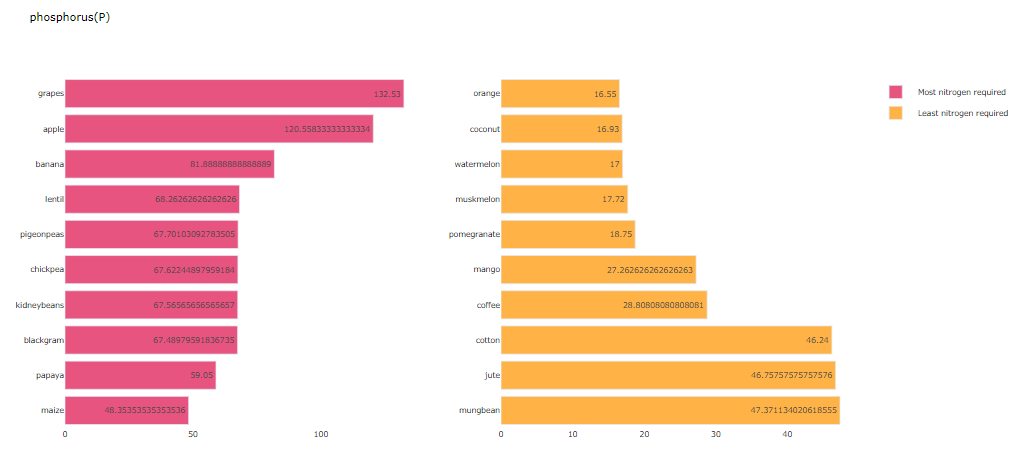 phosphorus(P)
grapes 132.53
apple 120.55833333333334
banana 81.88888888888889
lentil 68.26262626262626
pigeonpeas 67.70103092783505
chickpea 67.62244897959184
kidneybeans 67.56565656565657
blackgram 67.48979591836735
papaya 59.05
maize 48.35353535353536
0 50 100
orange 16.55
coconut 16.93
watermelon 17
muskmelon 17.72
pomegranate 18.75
mango 27.262626262626263
coffee 28.80808080808081
cotton 46.24
jute 46.75757575757576
mungbean 47.371134020618555
0 10 20 30 40
Most nitrogen required
Least nitrogen required